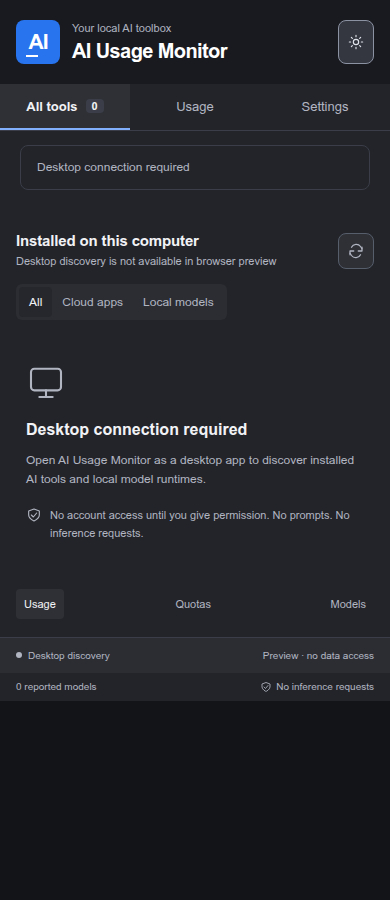 AI
Your local AI toolbox
AI Usage Monitor
All tools 0
Usage
Settings
Desktop connection required
Installed on this computer
Desktop discovery is not available in browser preview
All
Cloud apps
Local models
Desktop connection required
Open AI Usage Monitor as a desktop app to discover installed
AI tools and local model runtimes.
No account access until you give permission. No prompts. No
inference requests.
Usage
Quotas
Models
Desktop discovery
Preview · no data access
0 reported models
No inference requests